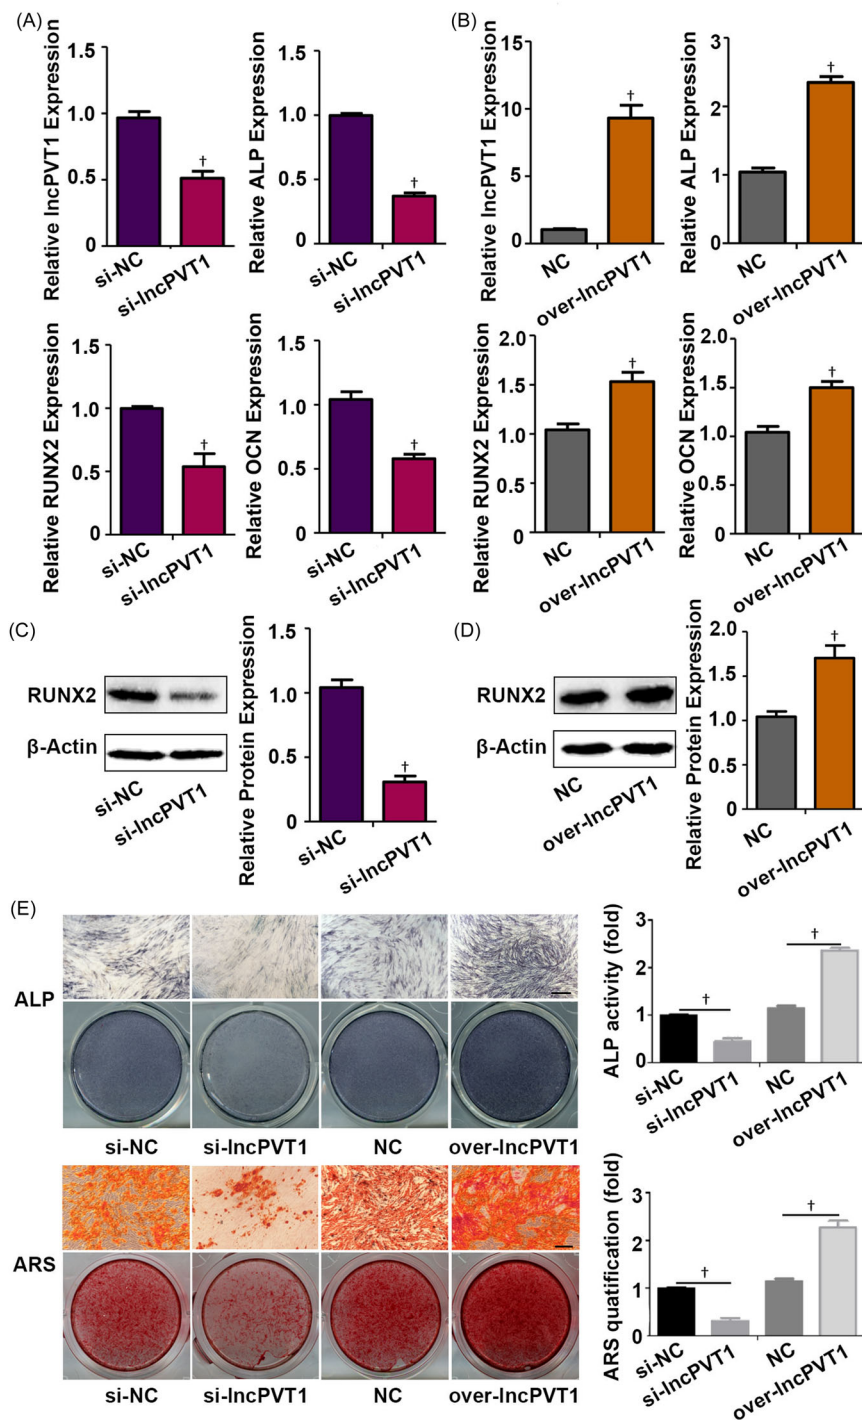 (A)
Relative lncPVT1 Expression
1.5
1.0
0.5
0
†
si-NC
si-lncPVT1
Relative ALP Expression
1.5
1.0
0.5
0
†
si-NC
si-lncPVT1
(B)
Relative lncPVT1 Expression
15
10
5
0
†
NC
over-lncPVT1
Relative ALP Expression
3
2
1
0
†
NC
over-lncPVT1
Relative RUNX2 Expression
1.5
1.0
0.5
0
†
si-NC
si-lncPVT1
Relative OCN Expression
1.5
1.0
0.5
0
†
si-NC
si-lncPVT1
Relative RUNX2 Expression
2.0
1.5
1.0
0.5
0
†
NC
over-lncPVT1
Relative OCN Expression
2.0
1.5
1.0
0.5
0.0
†
NC
over-lncPVT1
(C)
RUNX2
β-Actin
si-NC
si-lncPVT1
Relative Protein Expression
1.5
1.0
0.5
0
†
si-NC
si-lncPVT1
(D)
RUNX2
β-Actin
NC
over-lncPVT1
Relative Protein Expression
2.0
1.5
1.0
0.5
0
†
NC
over-lncPVT1
(E)
ALP
si-NC
si-lncPVT1
NC
over-lncPVT1
ALP activity (fold)
3
2
1
0
†
†
si-NC
si-lncPVT1
NC
over-lncPVT1
ARS
si-NC
si-lncPVT1
NC
over-lncPVT1
ARS quatification (fold)
3
2
1
0
†
†
si-NC
si-lncPVT1
NC
over-lncPVT1